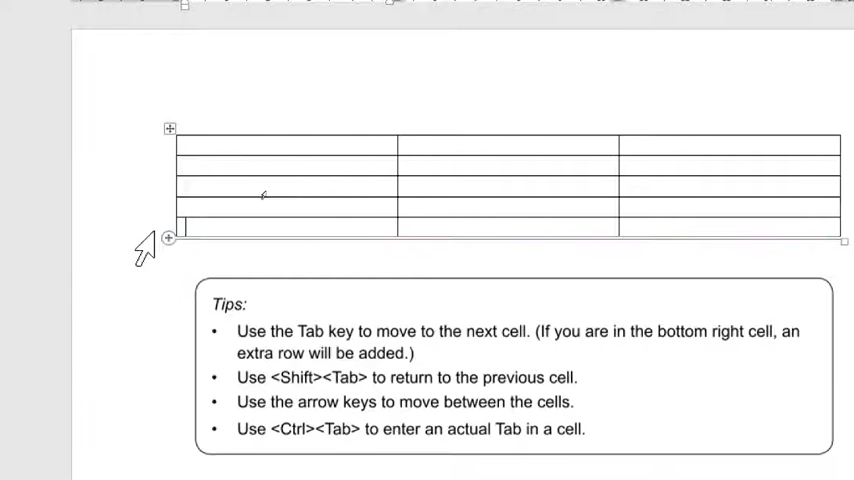 Tips:
• Use the Tab key to move to the next cell. (If you are in the bottom right cell, an
extra row will be added.)
• Use <Shift><Tab> to return to the previous cell.
• Use the arrow keys to move between the cells.
• Use <Ctrl><Tab> to enter an actual Tab in a cell.